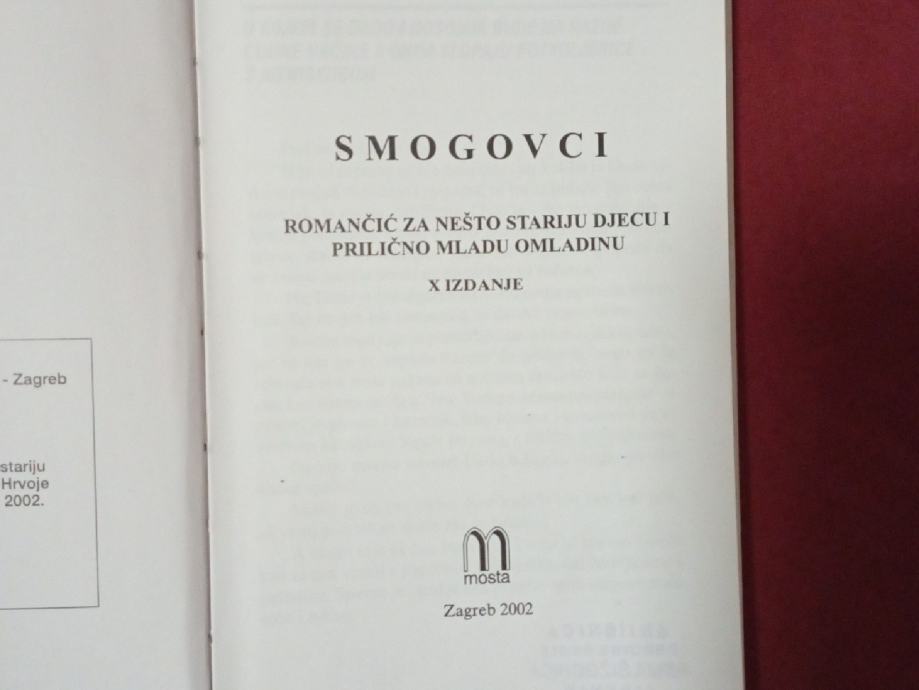 - Zagreb
stariju
Hrvoje
2002.
SMOGOVCI
ROMANČIĆ ZA NEŠTO STARIJU DJECU I
PRILIČNO MLADU OMLADINU
X IZDANJE
mosta
Zagreb 2002